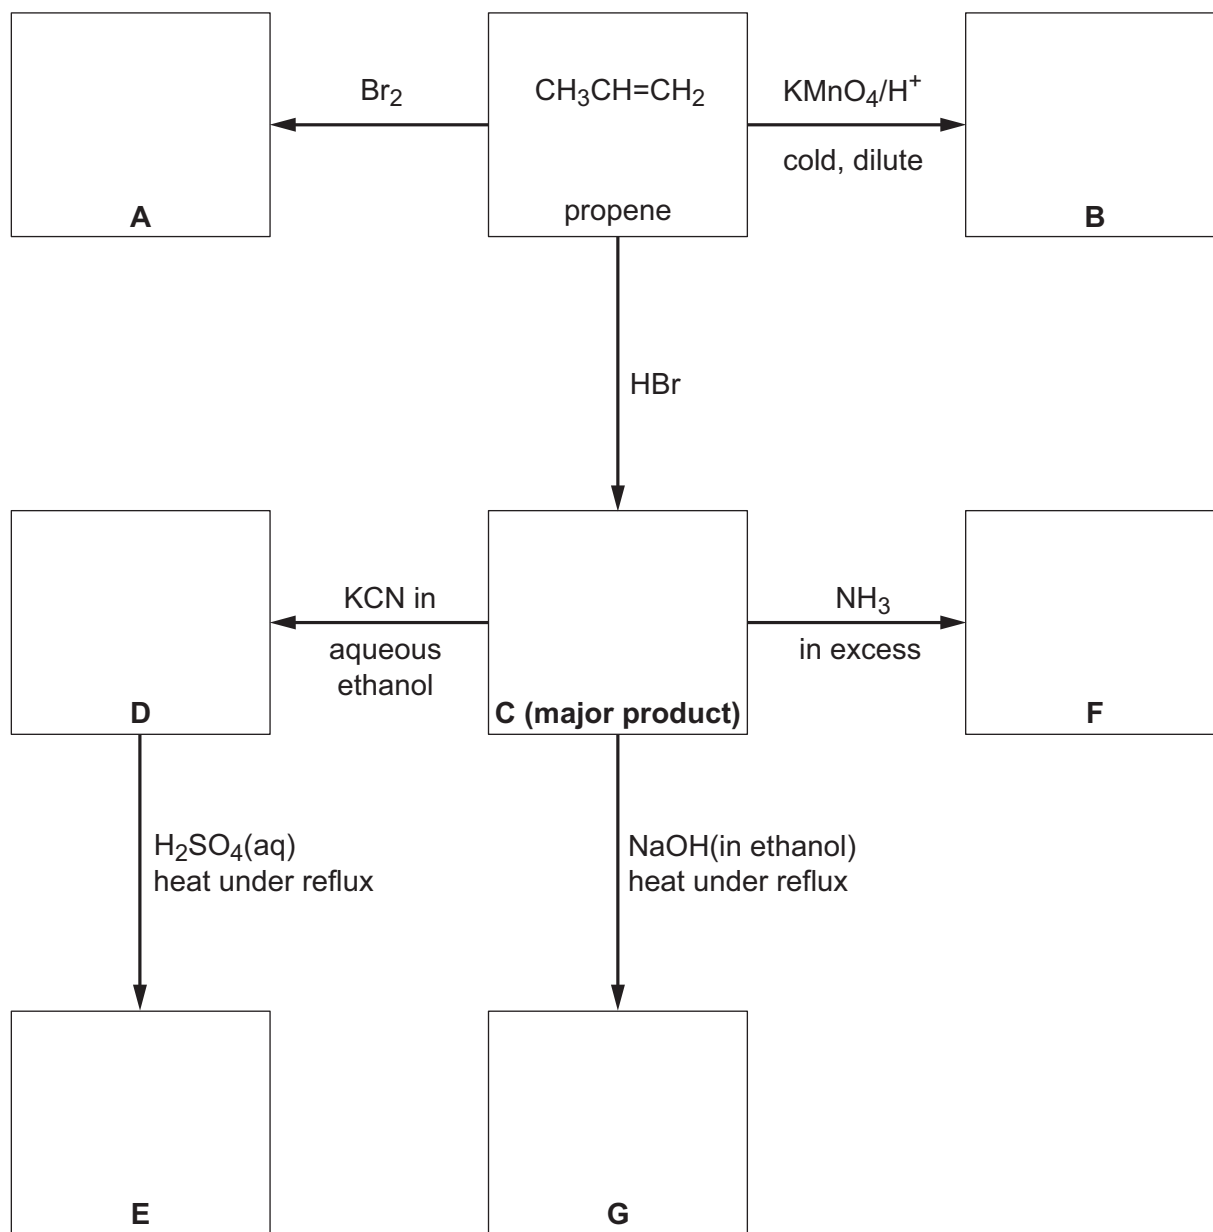 Br₂
CH₃CH=CH₂
KMnO₄/H⁺
cold, dilute
A
propene
B
HBr
KCN in
aqueous
ethanol
NH₃
in excess
D
C (major product)
F
H₂SO₄(aq)
heat under reflux
NaOH(in ethanol)
heat under reflux
E
G